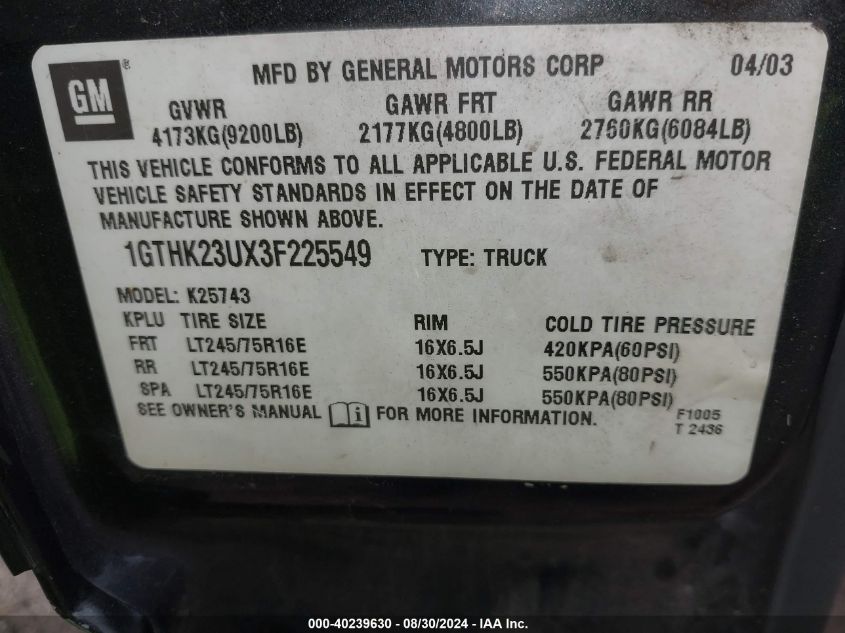 GM® MFD BY GENERAL MOTORS CORP 04/03
GVWR GAWR FRT GAWR RR
4173KG(9200LB) 2177KG(4800LB) 2760KG(6084LB)
THIS VEHICLE CONFORMS TO ALL APPLICABLE U.S. FEDERAL MOTOR
VEHICLE SAFETY STANDARDS IN EFFECT ON THE DATE OF
MANUFACTURE SHOWN ABOVE.
1GTHK23UX3F225549 TYPE: TRUCK
MODEL: K25743
KPLU TIRE SIZE RIM COLD TIRE PRESSURE
FRT LT245/75R16E 16X6.5J 420KPA(60PSI)
RR LT245/75R16E 16X6.5J 550KPA(80PSI)
SPA LT245/75R16E 16X6.5J 550KPA(80PSI)
SEE OWNER'S MANUAL i FOR MORE INFORMATION. F1005
T 2436
000-40239630 - 08/30/2024 - IAA Inc.